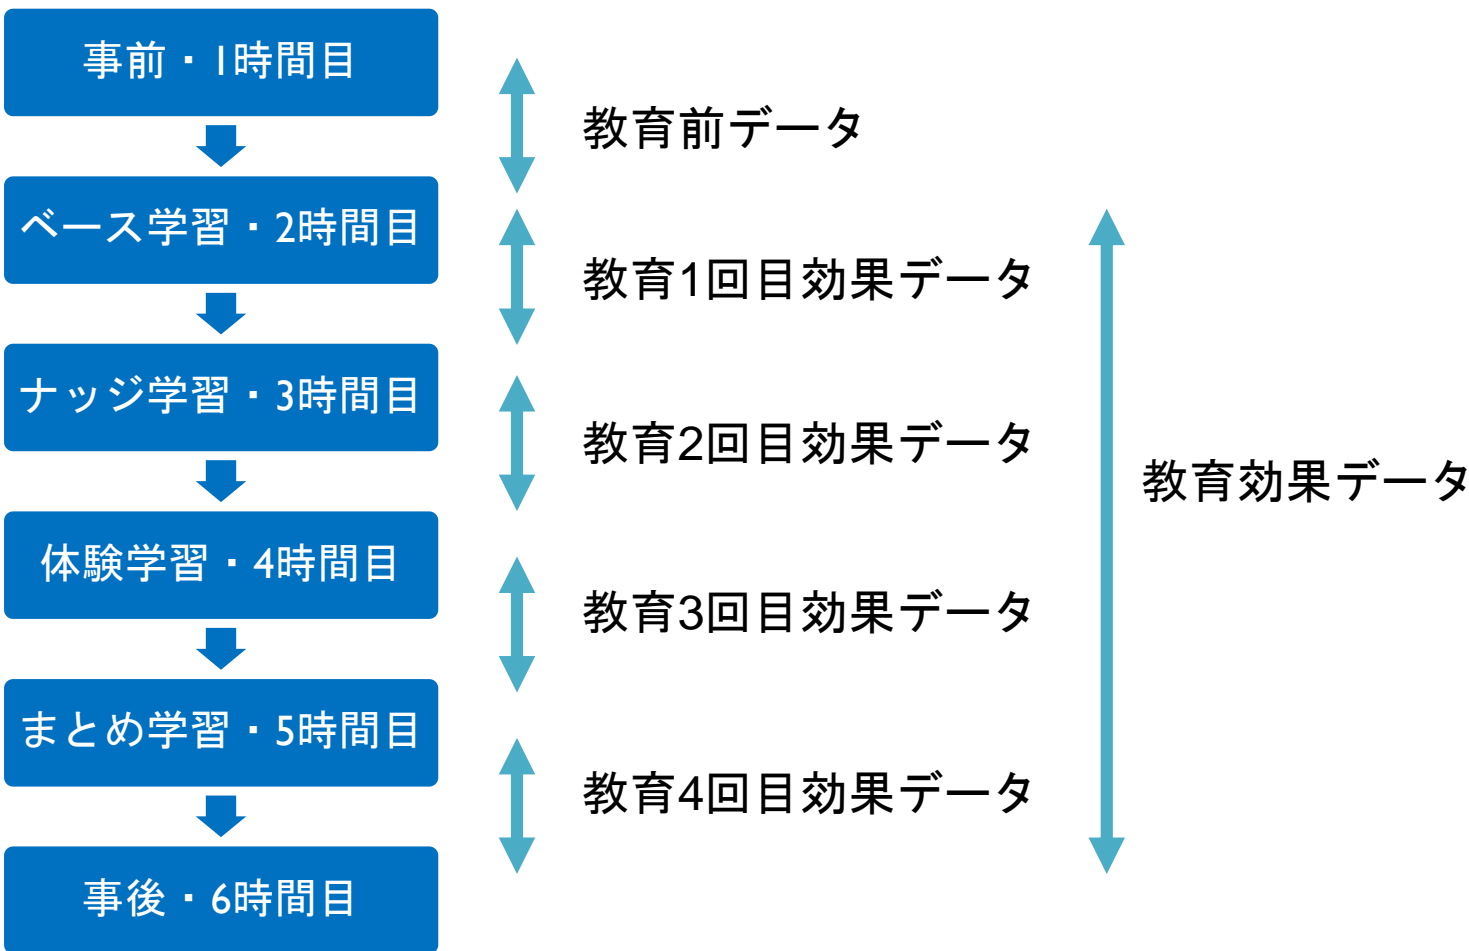 事前・1時間目
教育前データ
ベース学習・2時間目
教育1回目効果データ
ナッジ学習・3時間目
教育2回目効果データ
教育効果データ
体験学習・4時間目
教育3回目効果データ
まとめ学習・5時間目
教育4回目効果データ
事後・6時間目